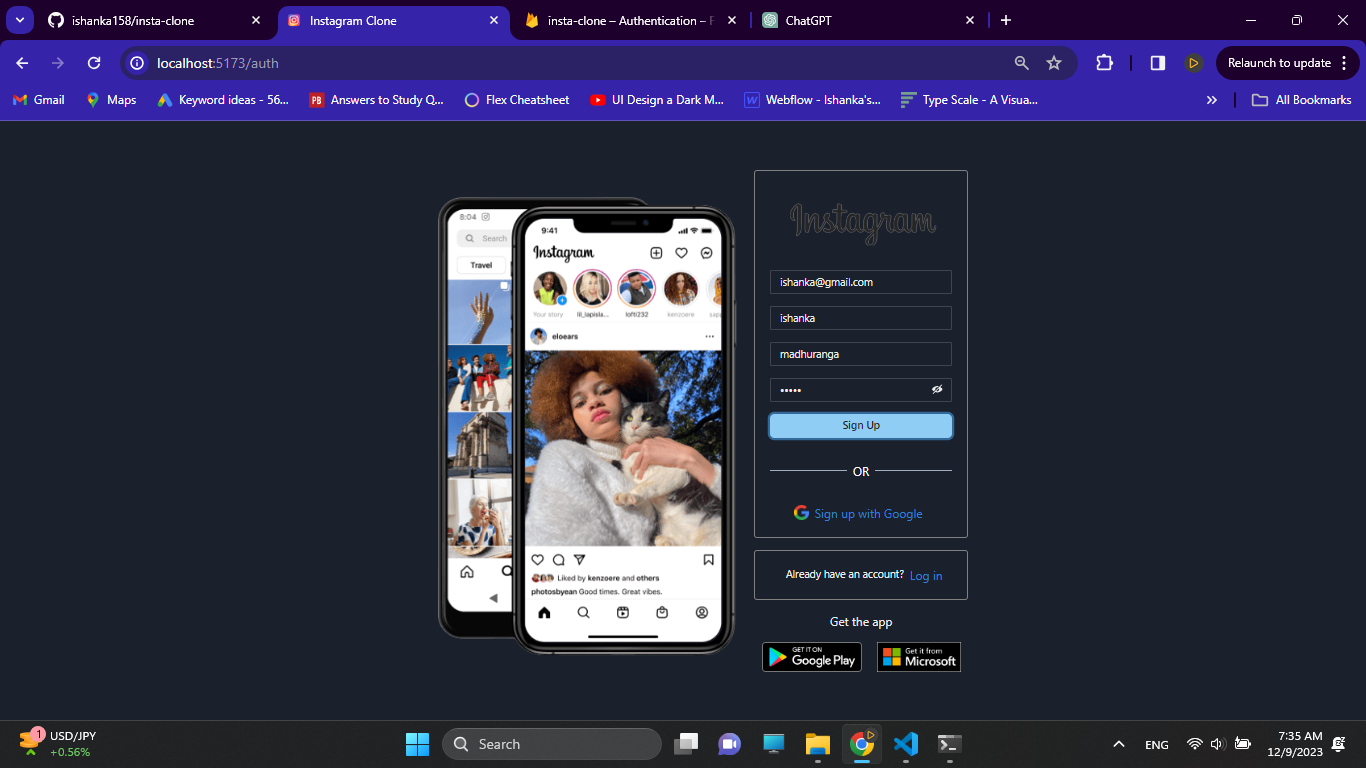 ishanka158/insta-clone
Instagram Clone
insta-clone – Authentication – F
ChatGPT
localhost:5173/auth
Relaunch to update
Gmail
Maps
Keyword ideas - 56...
PB
Answers to Study Q...
Flex Cheatsheet
UI Design a Dark M...
W
Webflow - Ishanka's...
Type Scale - A Visua...
»
All Bookmarks
8:04
Search
Travel
9:41
Instagram
Your story
lil_lapisla...
lofti232
kenzoere
sap
eloears
Liked by kenzoere and others
photosbyean Good times. Great vibes.
Instagram
ishanka@gmail.com
ishanka
madhuranga
•••••
Sign Up
OR
Sign up with Google
Already have an account? Log in
Get the app
GET IT ON
Google Play
Get it from
Microsoft
1
USD/JPY
+0.56%
Search
ENG
7:35 AM
12/9/2023